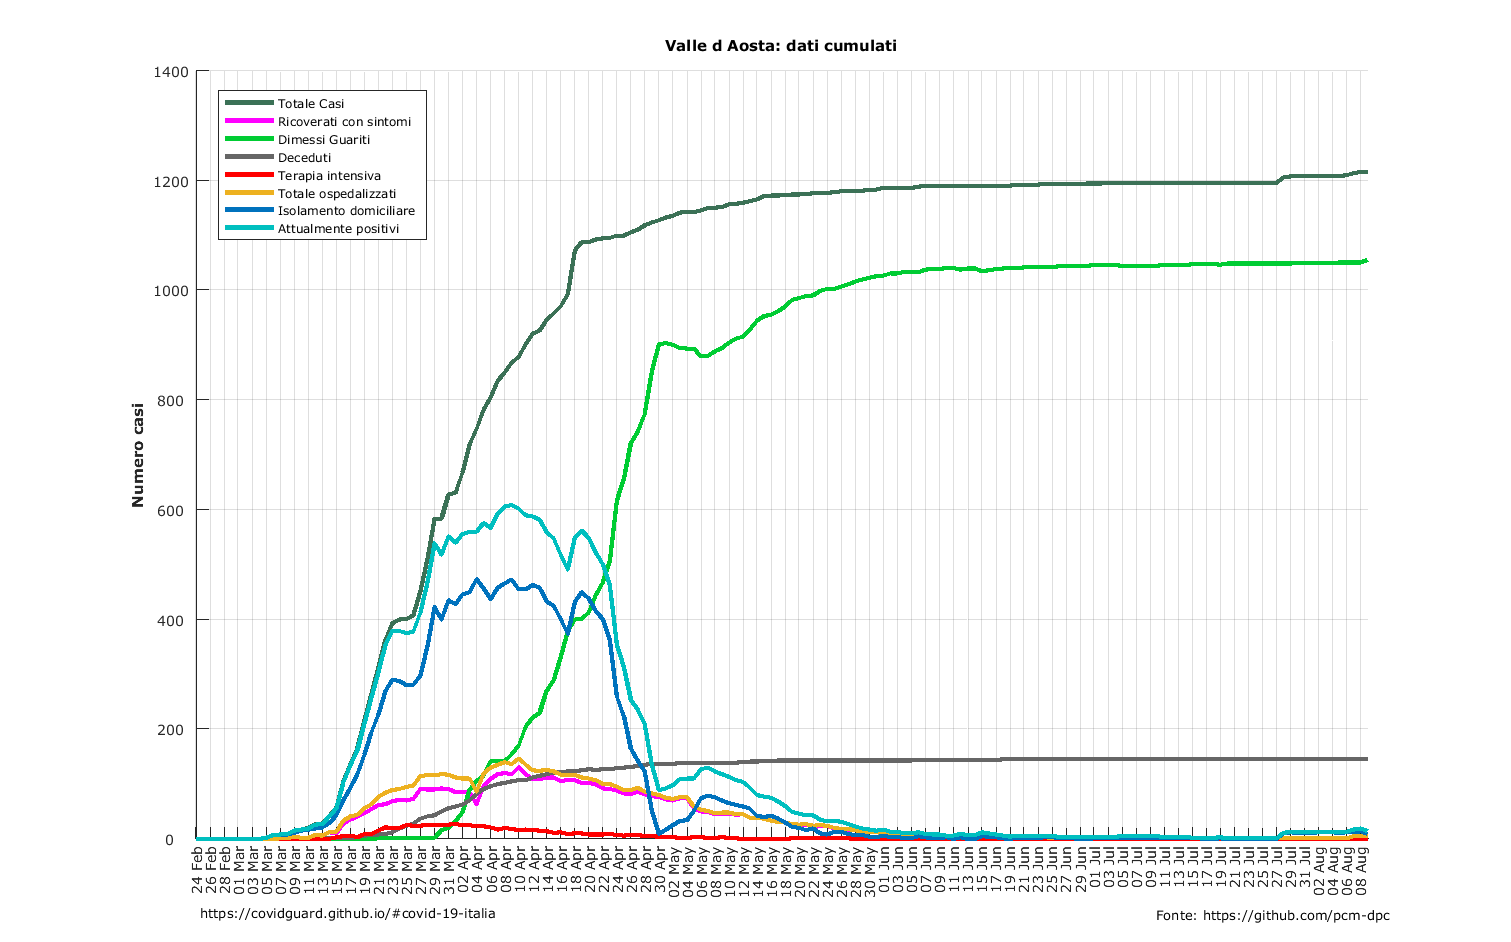 Valle d Aosta: dati cumulati
Numero casi
1400
1200
1000
800
600
400
200
0
Totale Casi
Ricoverati con sintomi
Dimessi Guariti
Deceduti
Terapia intensiva
Totale ospedalizzati
Isolamento domiciliare
Attualmente positivi
24 Feb
26 Feb
28 Feb
01 Mar
03 Mar
05 Mar
07 Mar
09 Mar
11 Mar
13 Mar
15 Mar
17 Mar
19 Mar
21 Mar
23 Mar
25 Mar
27 Mar
29 Mar
31 Mar
02 Apr
04 Apr
06 Apr
08 Apr
10 Apr
12 Apr
14 Apr
16 Apr
18 Apr
20 Apr
22 Apr
24 Apr
26 Apr
28 Apr
30 Apr
02 May
04 May
06 May
08 May
10 May
12 May
14 May
16 May
18 May
20 May
22 May
24 May
26 May
28 May
30 May
01 Jun
03 Jun
05 Jun
07 Jun
09 Jun
11 Jun
13 Jun
15 Jun
17 Jun
19 Jun
21 Jun
23 Jun
25 Jun
27 Jun
29 Jun
01 Jul
03 Jul
05 Jul
07 Jul
09 Jul
11 Jul
13 Jul
15 Jul
17 Jul
19 Jul
21 Jul
23 Jul
25 Jul
27 Jul
29 Jul
31 Jul
02 Aug
04 Aug
06 Aug
08 Aug
https://covidguard.github.io/#covid-19-italia
Fonte: https://github.com/pcm-dpc